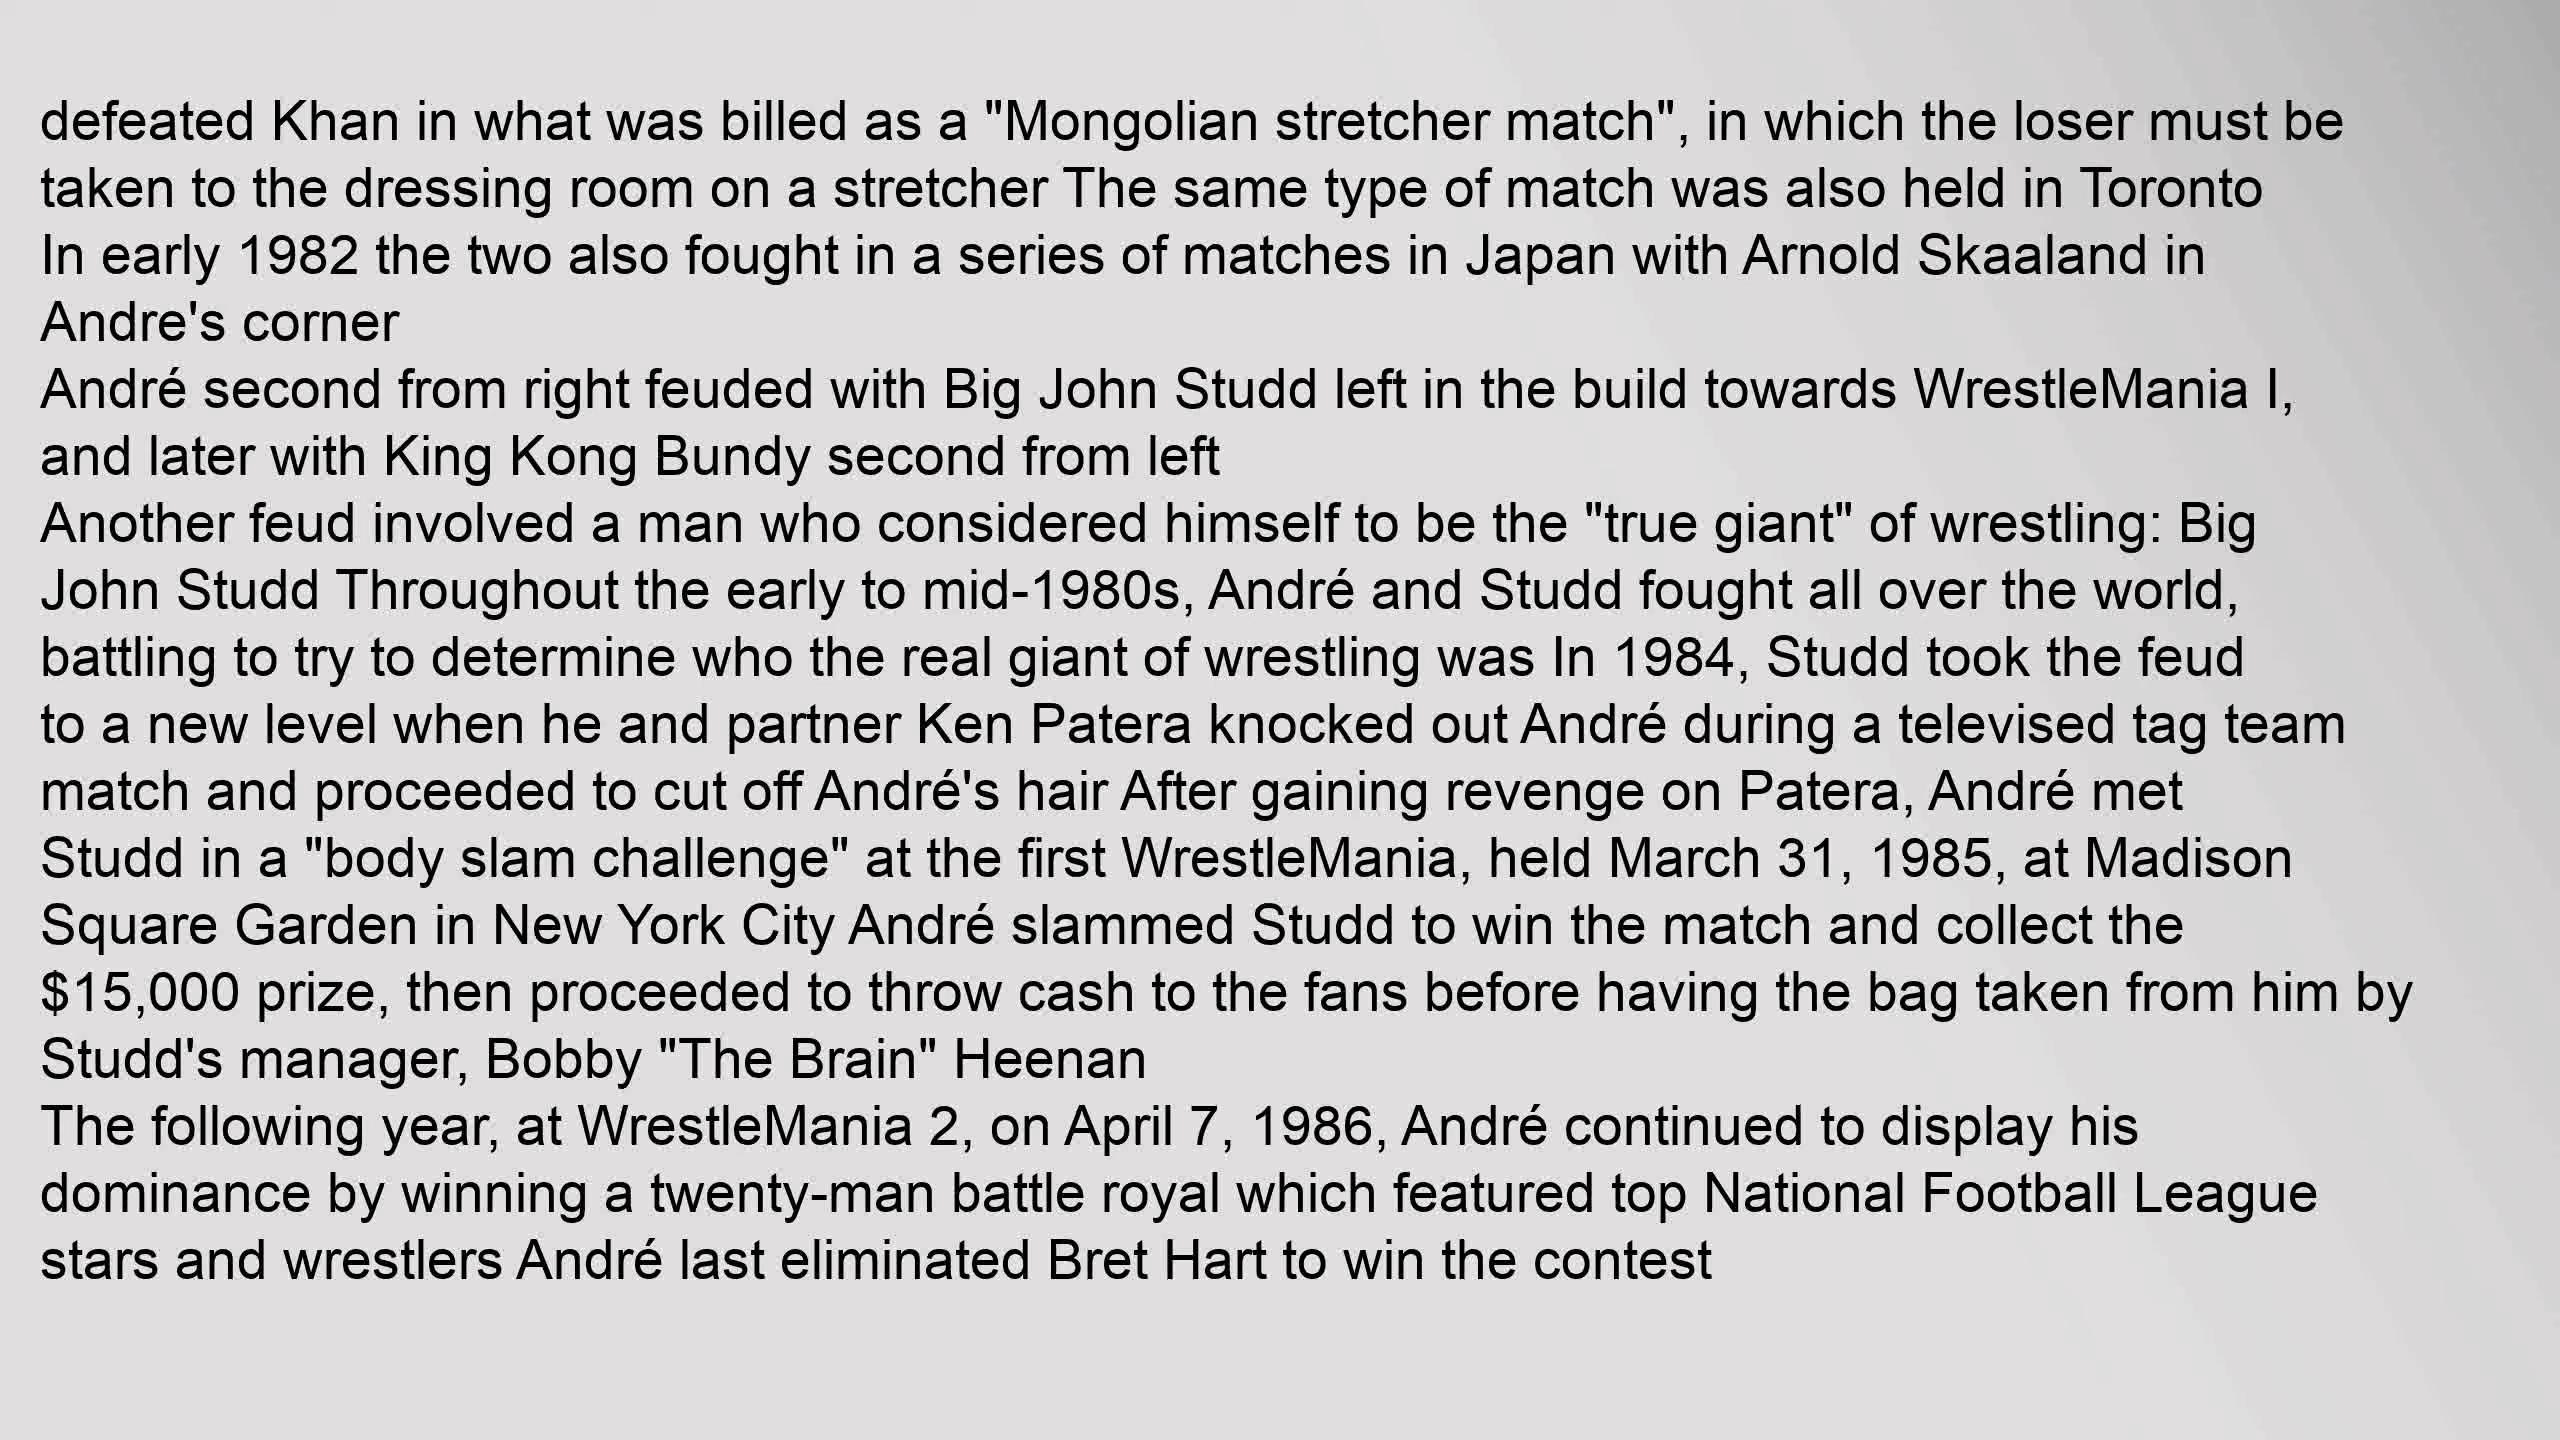 defeated Khan in what was billed as a "Mongolian stretcher match", in which the loser must be
taken to the dressing room on a stretcher The same type of match was also held in Toronto
In early 1982 the two also fought in a series of matches in Japan with Arnold Skaaland in
Andre's corner
André second from right feuded with Big John Studd left in the build towards WrestleMania I,
and later with King Kong Bundy second from left
Another feud involved a man who considered himself to be the "true giant" of wrestling: Big
John Studd Throughout the early to mid-1980s, André and Studd fought all over the world,
battling to try to determine who the real giant of wrestling was In 1984, Studd took the feud
to a new level when he and partner Ken Patera knocked out André during a televised tag team
match and proceeded to cut off André's hair After gaining revenge on Patera, André met
Studd in a "body slam challenge" at the first WrestleMania, held March 31, 1985, at Madison
Square Garden in New York City André slammed Studd to win the match and collect the
$15,000 prize, then proceeded to throw cash to the fans before having the bag taken from him by
Studd's manager, Bobby "The Brain" Heenan
The following year, at WrestleMania 2, on April 7, 1986, André continued to display his
dominance by winning a twenty-man battle royal which featured top National Football League
stars and wrestlers André last eliminated Bret Hart to win the contest